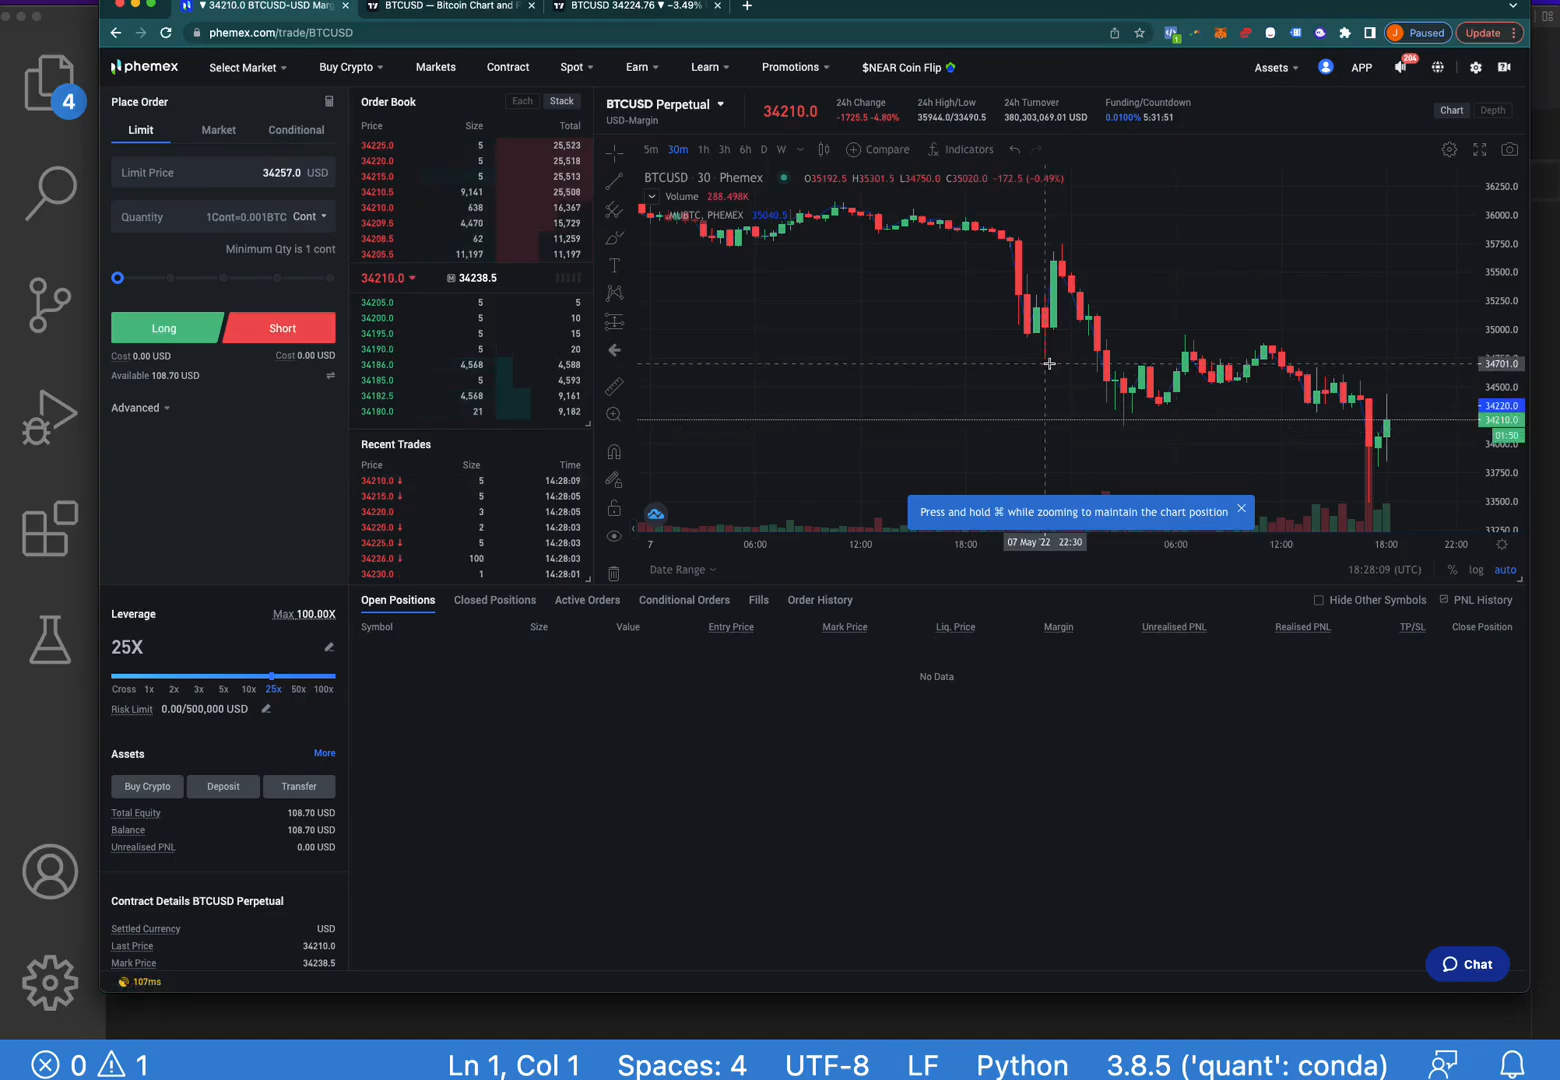 ▼ 34210.0 BTCUSD-USD Marg
BTCUSD — Bitcoin Chart and P
BTCUSD 34224.76 ▼ −3.49%
phemex.com/trade/BTCUSD
J Paused
Update
phemex
Select Market
Buy Crypto
Markets
Contract
Spot
Earn
Learn
Promotions
$NEAR Coin Flip
Assets
APP
204
4
Place Order
Limit
Market
Conditional
Limit Price
34257.0 USD
Quantity
1Cont=0.001BTC Cont
Minimum Qty is 1 cont
Long
Short
Cost 0.00 USD
Cost 0.00 USD
Available 108.70 USD
Advanced
Order Book
Each
Stack
Price Size Total
34225.0 5 25,523
34220.0 5 25,518
34215.0 5 25,513
34210.5 9,141 25,508
34210.0 638 16,367
34209.5 4,470 15,729
34208.5 62 11,259
34205.5 11,197 11,197
34210.0 M 34238.5
34205.0 5 5
34200.0 5 10
34195.0 5 15
34190.0 5 20
34186.0 4,568 4,588
34185.0 5 4,593
34182.5 4,568 9,161
34180.0 21 9,182
Recent Trades
Price Size Time
34210.0 ↓ 5 14:28:09
34215.0 ↓ 5 14:28:05
34220.0 3 14:28:05
34220.0 ↓ 2 14:28:03
34225.0 ↓ 5 14:28:03
34226.0 ↓ 100 14:28:03
34230.0 1 14:28:01
BTCUSD Perpetual
USD-Margin
34210.0
24h Change
-1725.5 -4.80%
24h High/Low
35944.0/33490.5
24h Turnover
380,303,069.01 USD
Funding/Countdown
0.0100% 5:31:51
Chart
Depth
5m 30m 1h 3h 6h D W
Compare
Indicators
BTCUSD · 30 · Phemex
O35192.5 H35301.5 L34750.0 C35020.0 −172.5 (−0.49%)
Volume 288.498K
.MUBTC, PHEMEX 35040.5
36250.0
36000.0
35750.0
35500.0
35250.0
35000.0
34701.0
34500.0
34220.0
34210.0
01:50
34000.0
33750.0
33500.0
33250.0
Press and hold ⌘ while zooming to maintain the chart position
7 06:00 12:00 18:00 07 May '22 22:30 06:00 12:00 18:00 22:00
Date Range
18:28:09 (UTC)
%
log
auto
Leverage
Max 100.00X
25X
Cross 1x 2x 3x 5x 10x 25x 50x 100x
Risk Limit 0.00/500,000 USD
Assets
More
Buy Crypto
Deposit
Transfer
Total Equity 108.70 USD
Balance 108.70 USD
Unrealised PNL 0.00 USD
Contract Details BTCUSD Perpetual
Settled Currency USD
Last Price 34210.0
Mark Price 34238.5
107ms
Open Positions
Closed Positions
Active Orders
Conditional Orders
Fills
Order History
Hide Other Symbols
PNL History
Symbol Size Value Entry Price Mark Price Liq. Price Margin Unrealised PNL Realised PNL TP/SL Close Position
No Data
Chat
0 1
Ln 1, Col 1
Spaces: 4
UTF-8
LF
Python
3.8.5 ('quant': conda)